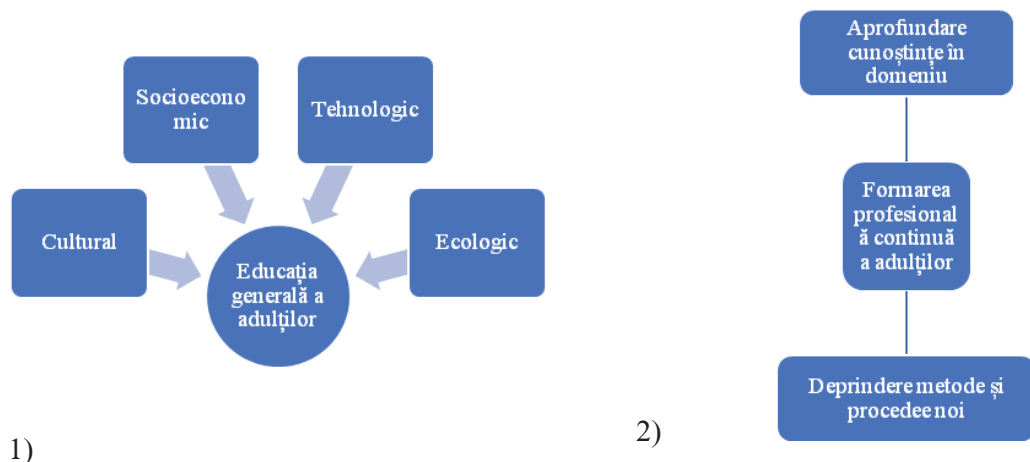 Cultural
Socioecono
mic
Tehnologic
Ecologic
Educația
generală a
adulților
1)
Aprofundare
cunoștințe în
domeniu
Formarea
profesional
ă continuă
a adulților
Deprindere metode și
procedee noi
2)